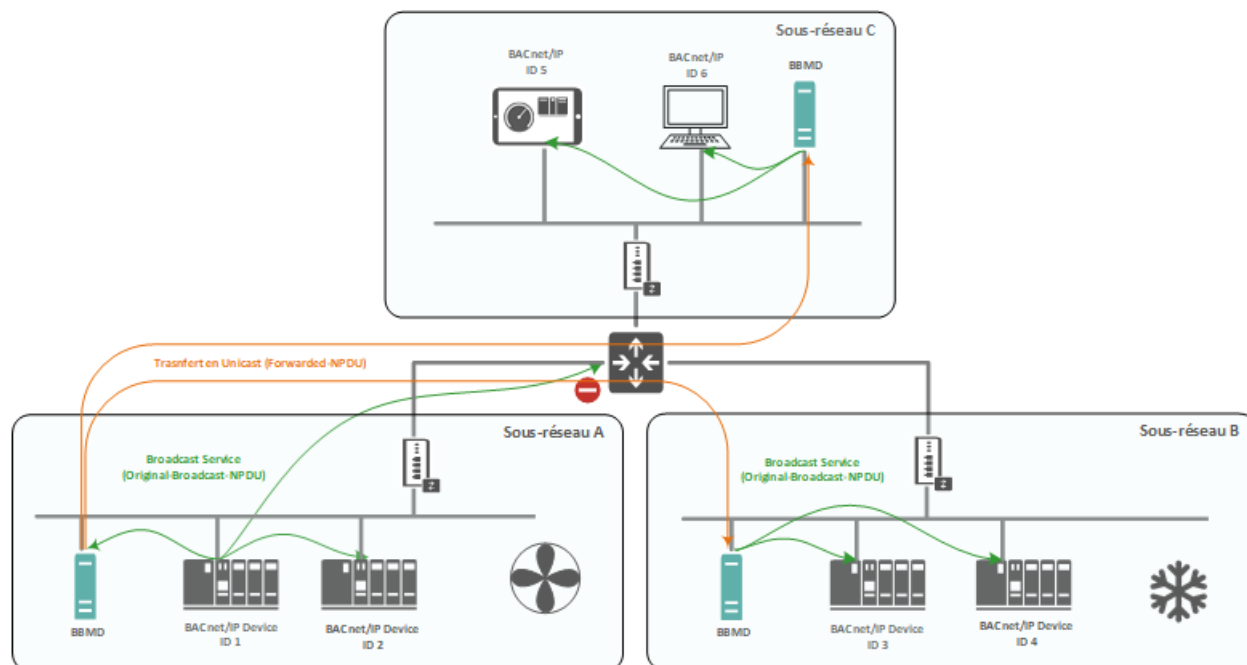 Sous-réseau C
BACnet/IP
ID 5
BACnet/IP
ID 6
BBMD
Trasnfert en Unicast (Forwarded-NPDU)
Sous-réseau A
Broadcast Service
(Original-Broadcast-NPDU)
BBMD
BACnet/IP Device
ID 1
BACnet/IP Device
ID 2
Sous-réseau B
Broadcast Service
(Original-Broadcast-NPDU)
BBMD
BACnet/IP Device
ID 3
BACnet/IP Device
ID 4